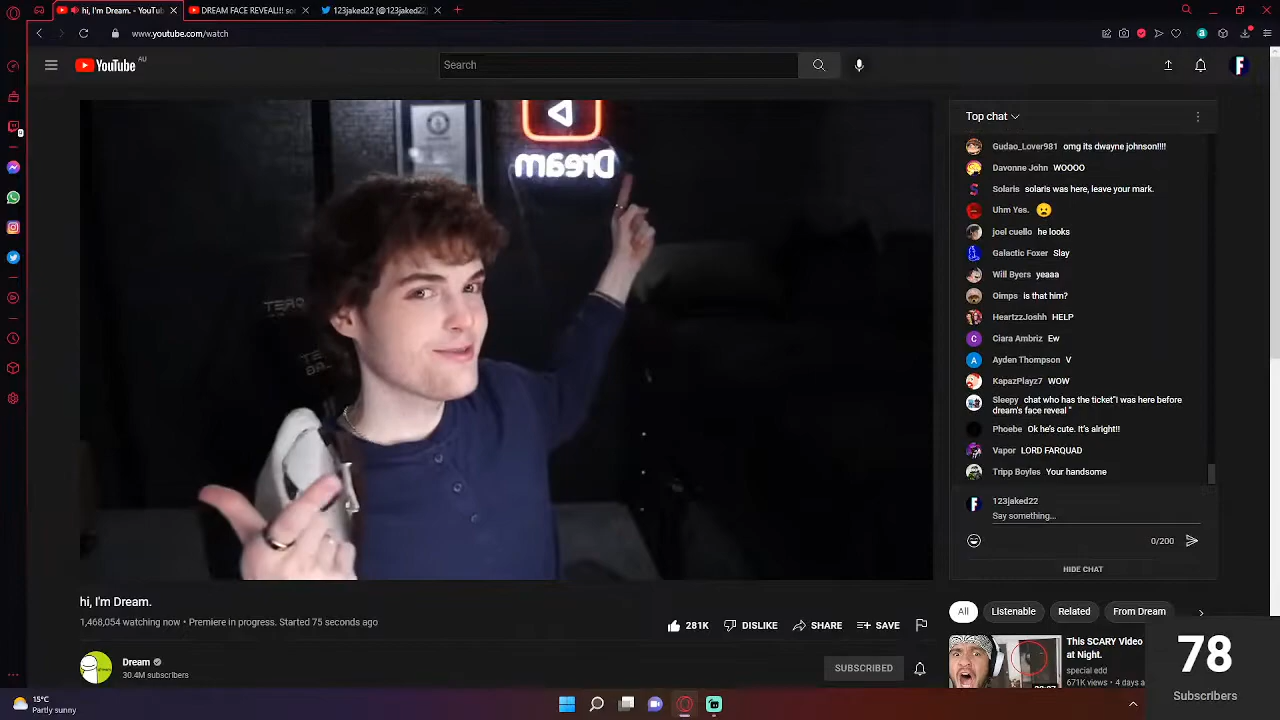 hi, I'm Dream. - YouTub
DREAM FACE REVEAL!!! so
123jaked22 (@123jaked22)
www.youtube.com/watch
YouTube AU
Search
Dream
Top chat
Gudao_Lover981 omg its dwayne johnson!!!!
Davonne John WOOOO
Solaris solaris was here, leave your mark.
Uhm Yes. 😦
joel cuello he looks
Galactic Foxer Slay
Will Byers yeaaa
Oimps is that him?
HeartzzJoshh HELP
Ciara Ambriz Ew
Ayden Thompson V
KapazPlayz7 WOW
Sleepy chat who has the ticket"I was here before
dream's face reveal "
Phoebe Ok he's cute. It's alright!!
Vapor LORD FARQUAD
Tripp Boyles Your handsome
123jaked22
Say something...
0/200
HIDE CHAT
hi, I'm Dream.
1,468,054 watching now • Premiere in progress. Started 75 seconds ago
281K DISLIKE SHARE SAVE
All Listenable Related From Dream
Dream
30.4M subscribers
SUBSCRIBED
This SCARY Video
at Night.
special edd
671K views • 4 days a
78
Subscribers
15°C
Partly sunny